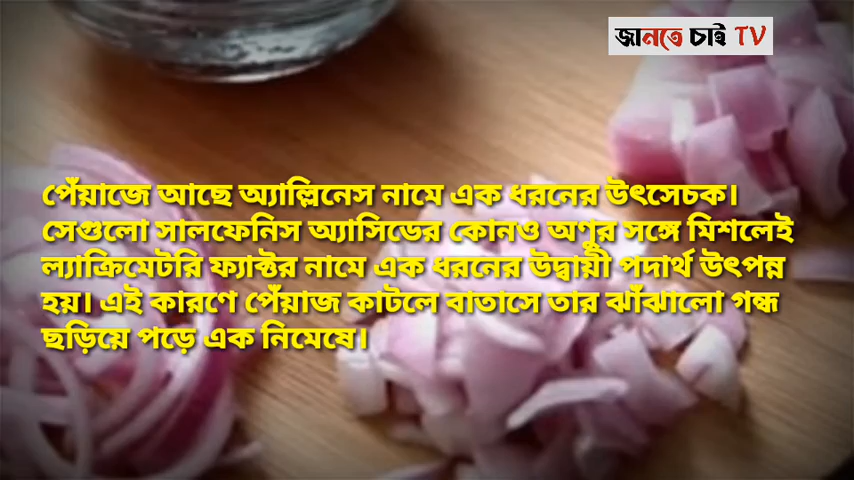 জানতে চাই TV
পেঁয়াজে আছে অ্যাল্লিনেস নামে এক ধরনের উৎসেচক।
সেগুলো সালফেনিস অ্যাসিডের কোনও অণুর সঙ্গে মিশলেই
ল্যাক্রিমেটরি ফ্যাক্টর নামে এক ধরনের উদ্বায়ী পদার্থ উৎপন্ন
হয়। এই কারণে পেঁয়াজ কাটলে বাতাসে তার ঝাঁঝালো গন্ধ
ছড়িয়ে পড়ে এক নিমেষে।